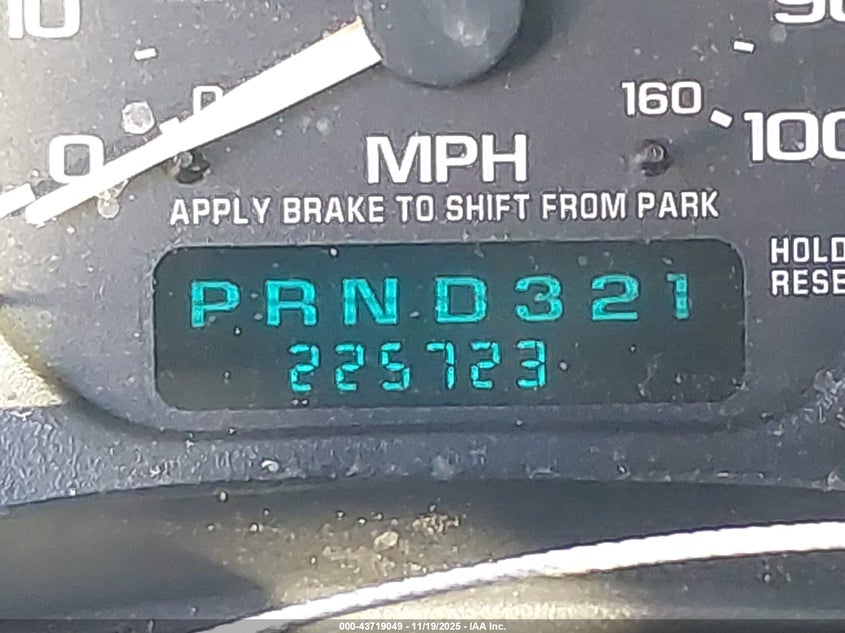 10
90
0
0
160
100
MPH
APPLY BRAKE TO SHIFT FROM PARK
HOLD
RESE
PRND321
225723
000-43719049 - 11/19/2025 - IAA Inc.